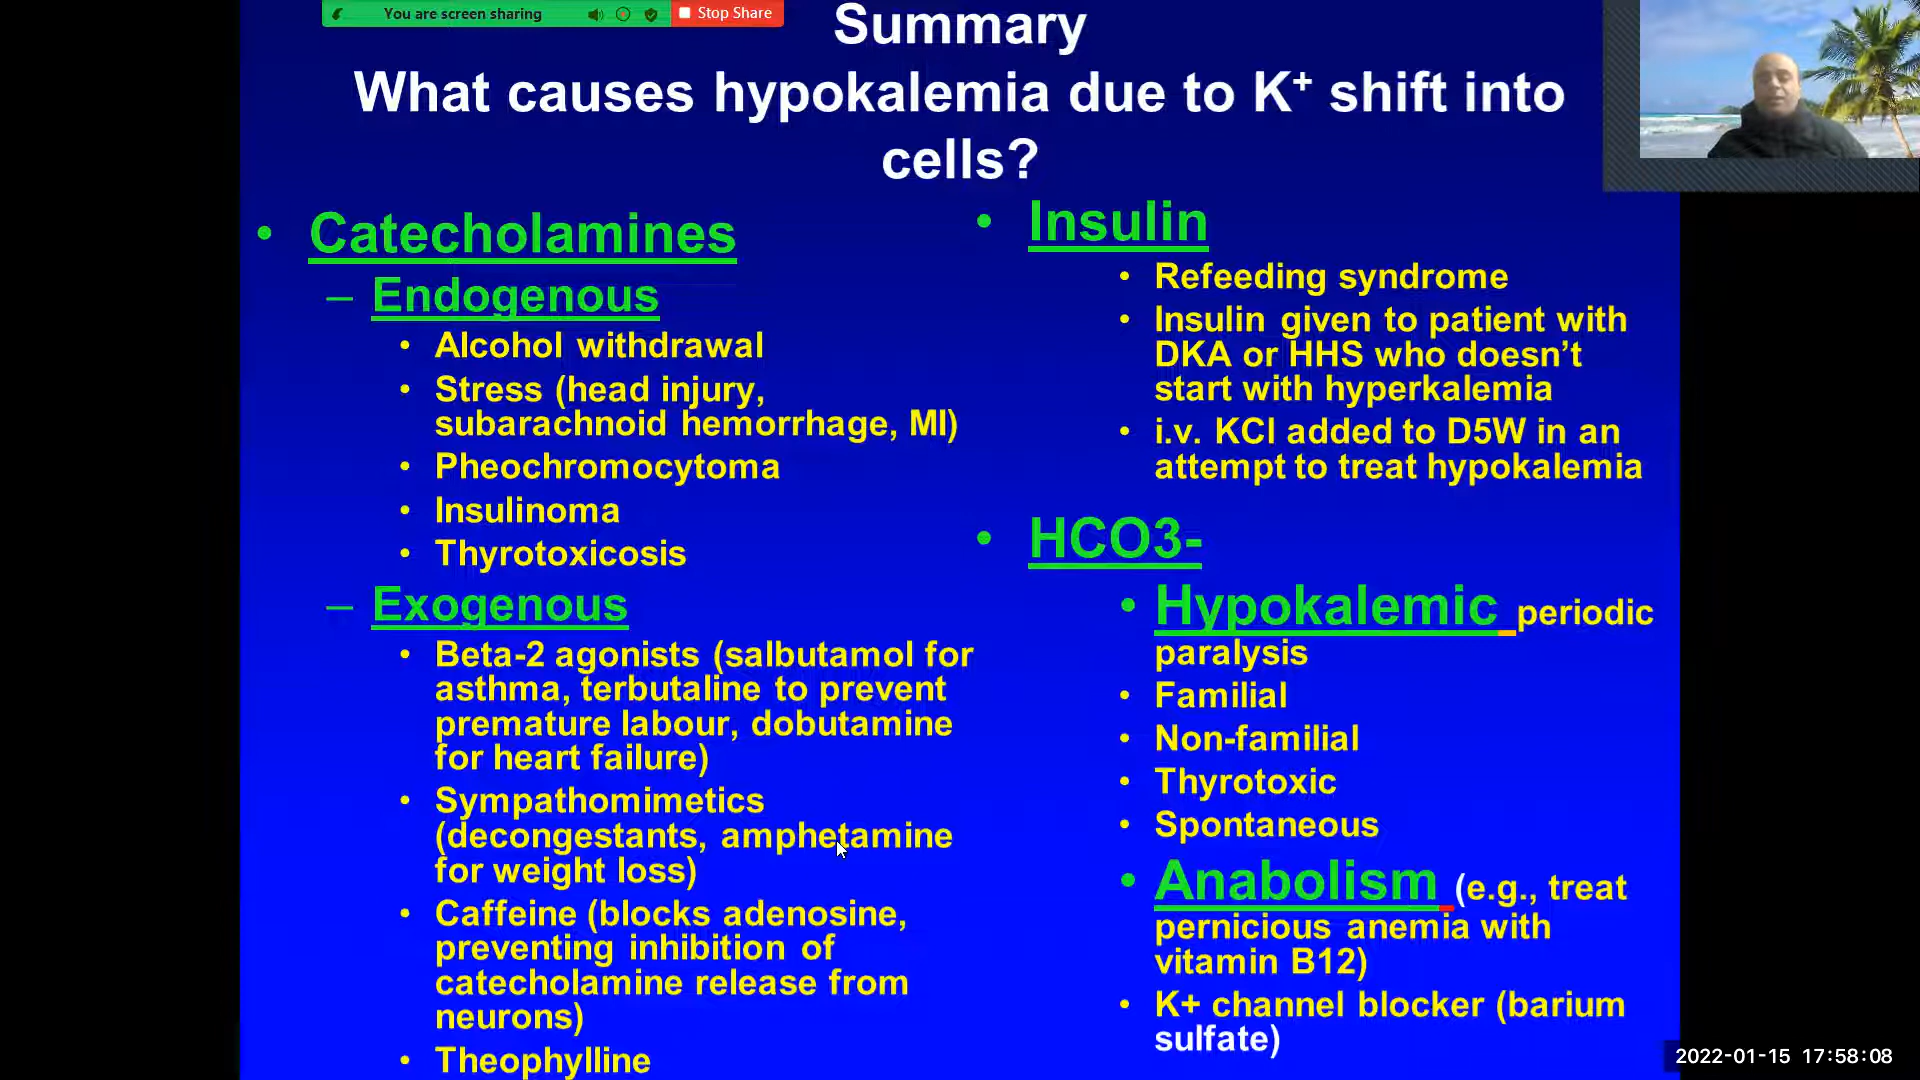 You are screen sharing
Stop Share
Summary
What causes hypokalemia due to K+ shift into
cells?
• Catecholamines
– Endogenous
• Alcohol withdrawal
• Stress (head injury,
subarachnoid hemorrhage, MI)
• Pheochromocytoma
• Insulinoma
• Thyrotoxicosis
– Exogenous
• Beta-2 agonists (salbutamol for
asthma, terbutaline to prevent
premature labour, dobutamine
for heart failure)
• Sympathomimetics
(decongestants, amphetamine
for weight loss)
• Caffeine (blocks adenosine,
preventing inhibition of
catecholamine release from
neurons)
• Theophylline
• Insulin
• Refeeding syndrome
• Insulin given to patient with
DKA or HHS who doesn’t
start with hyperkalemia
• i.v. KCl added to D5W in an
attempt to treat hypokalemia
• HCO3-
• Hypokalemic periodic
paralysis
• Familial
• Non-familial
• Thyrotoxic
• Spontaneous
• Anabolism (e.g., treat
pernicious anemia with
vitamin B12)
• K+ channel blocker (barium
sulfate)
2022-01-15 17:58:08